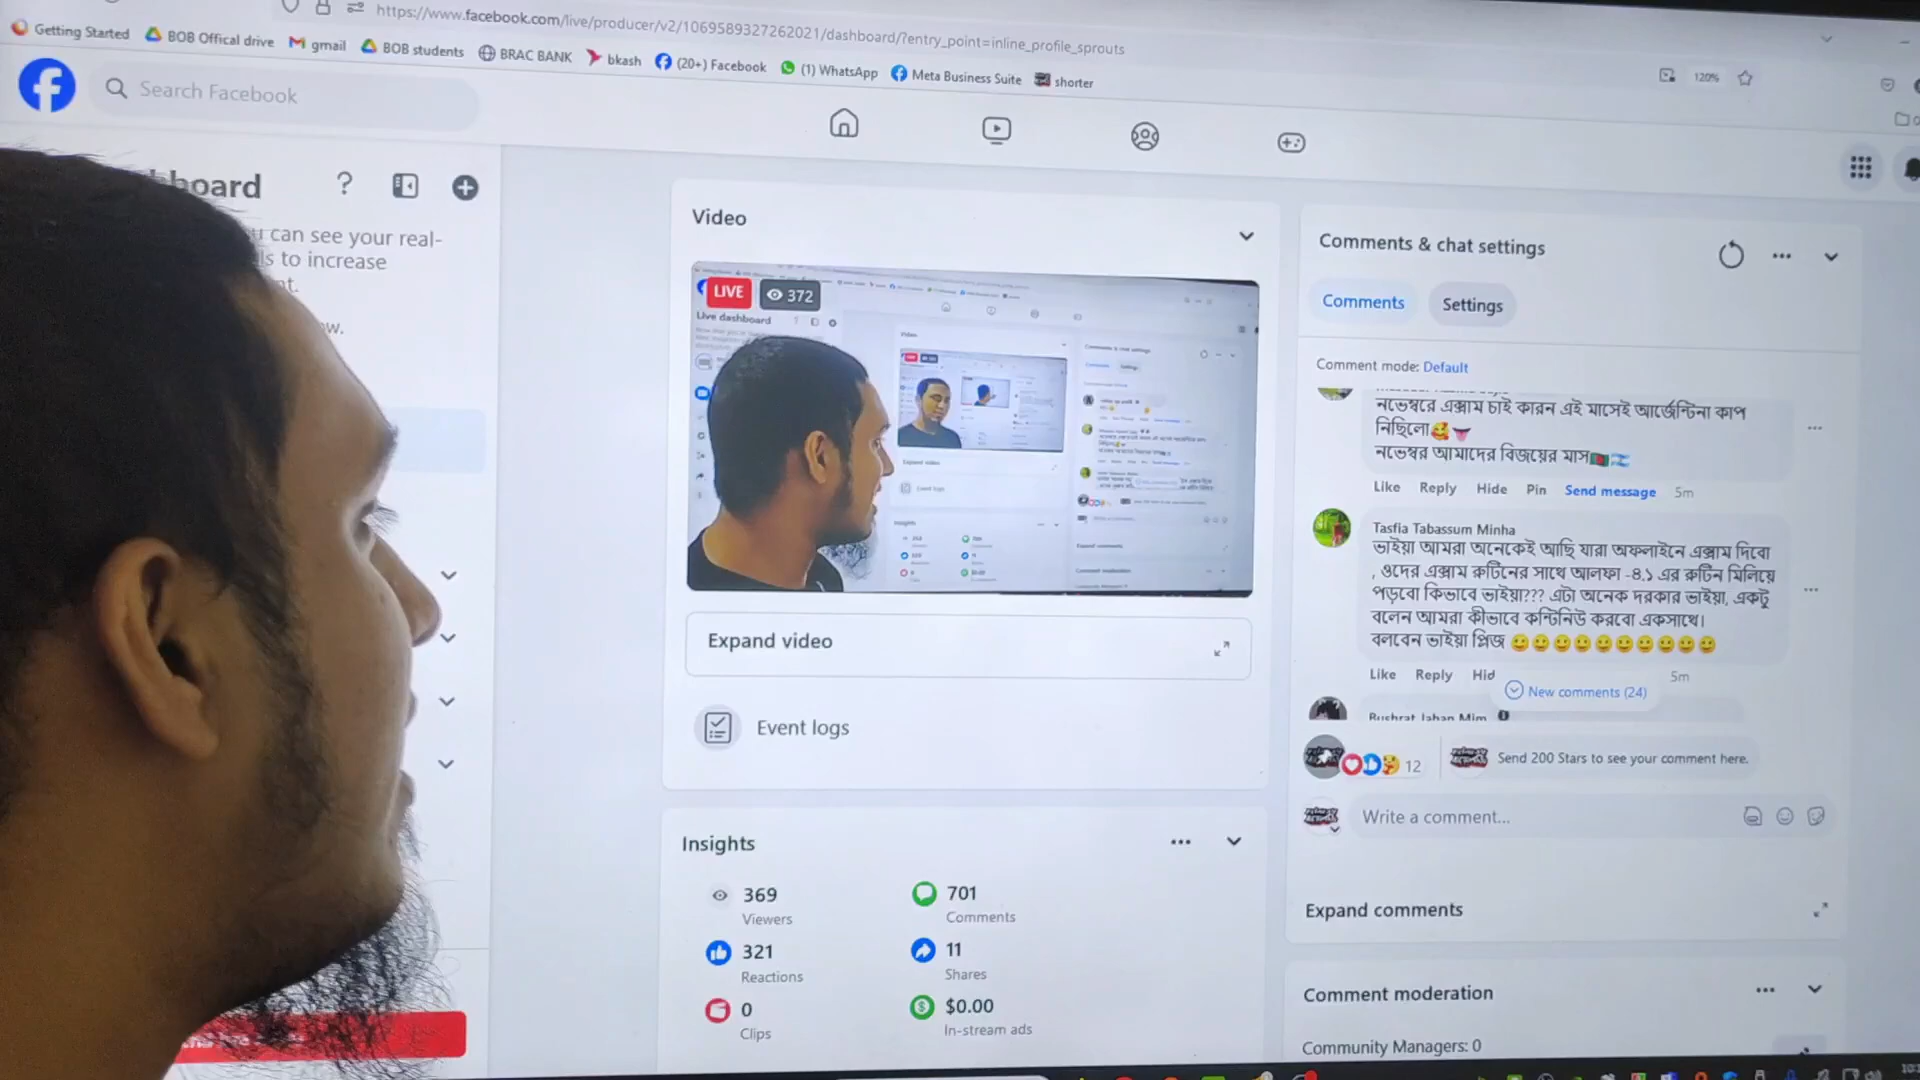 https://www.facebook.com/live/producer/v2/1069589327262021/dashboard/?entry_point=inline_profile_sprouts
Getting Started
BOB Offical drive
gmail
BOB students
BRAC BANK
bkash
(20+) Facebook
(1) WhatsApp
Meta Business Suite
shorter
120%
Search Facebook
can see your real-
to increase
Video
LIVE
372
Live dashboard
Expand video
Event logs
Insights
369
Viewers
701
Comments
321
Reactions
11
Shares
0
Clips
$0.00
In-stream ads
Comments & chat settings
Comments
Settings
Comment mode: Default
নভেম্বরে এক্সাম চাই কারন এই মাসেই আর্জেন্টিনা কাপ
নিছিলো🥰👅
নভেম্বর আমাদের বিজয়ের মাস🇧🇩🇦🇷
Like Reply Hide Pin Send message 5m
Tasfia Tabassum Minha
ভাইয়া আমরা অনেকেই আছি যারা অফলাইনে এক্সাম দিবো
, ওদের এক্সাম রুটিনের সাথে আলফা -৪.১ এর রুটিন মিলিয়ে
পড়বো কিভাবে ভাইয়া??? এটা অনেক দরকার ভাইয়া, একটু
বলেন আমরা কীভাবে কন্টিনিউ করবো একসাথে।
বলবেন ভাইয়া প্লিজ 🙂🙂🙂🙂🙂🙂🙂🙂🙂🙂
Like Reply Hid 5m
New comments (24)
Bushrat Jahan Mim
12
Send 200 Stars to see your comment here.
Write a comment...
Expand comments
Comment moderation
Community Managers: 0